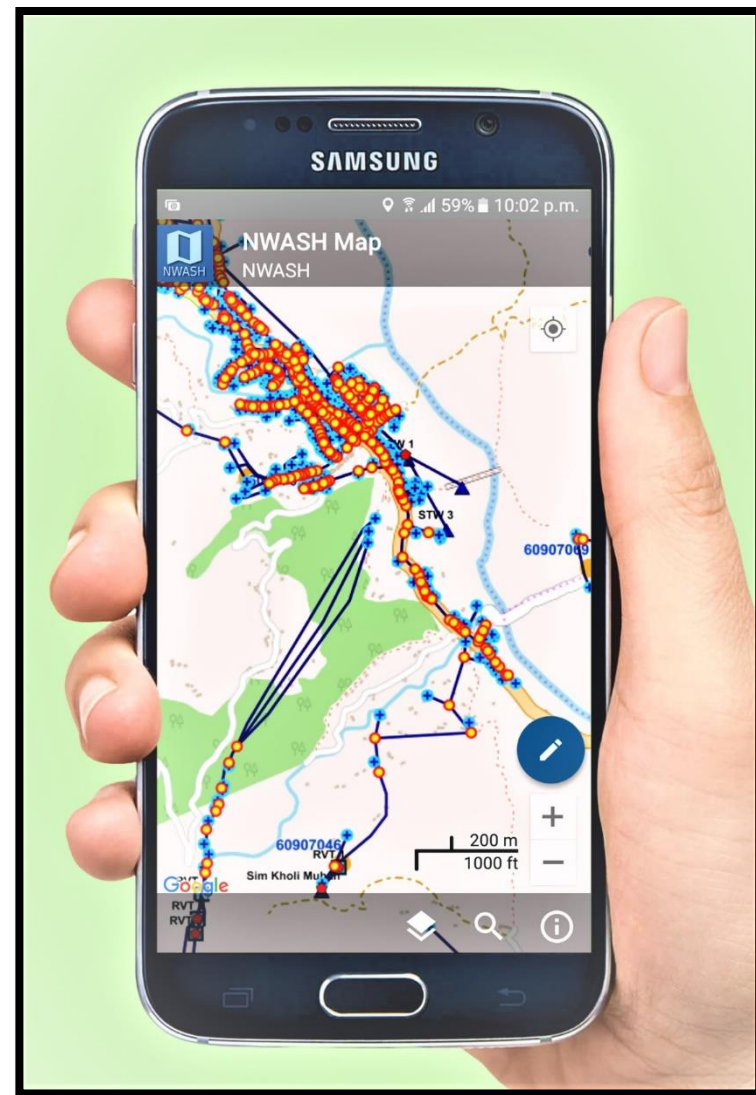 SAMSUNG
59% 10:02 p.m.
NWASH Map
NWASH
NWASH
W 1
STW 3
60907069
200 m
1000 ft
60907046
RVT
Sim Kholi Muhan
Google
RVT
RVT